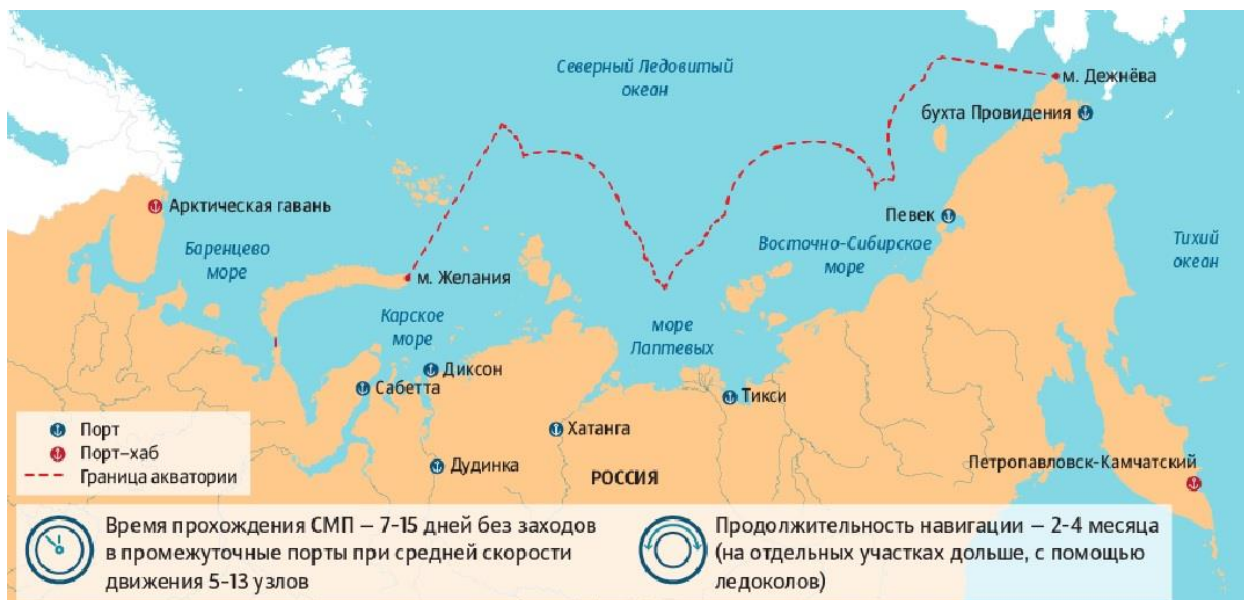 Северный Ледовитый
океан
м. Дежнёва
бухта Провидения
Арктическая гавань
Певек
Баренцево
море
Восточно-Сибирское
море
Тихий
океан
м. Желания
Карское
море
море
Лаптевых
Диксон
Сабетта
Тикси
Хатанга
Порт
Порт-хаб
Граница акватории
Дудинка
РОССИЯ
Петропавловск-Камчатский
Время прохождения СМП – 7-15 дней без заходов
в промежуточные порты при средней скорости
движения 5-13 узлов
Продолжительность навигации – 2-4 месяца
(на отдельных участках дольше, с помощью
ледоколов)